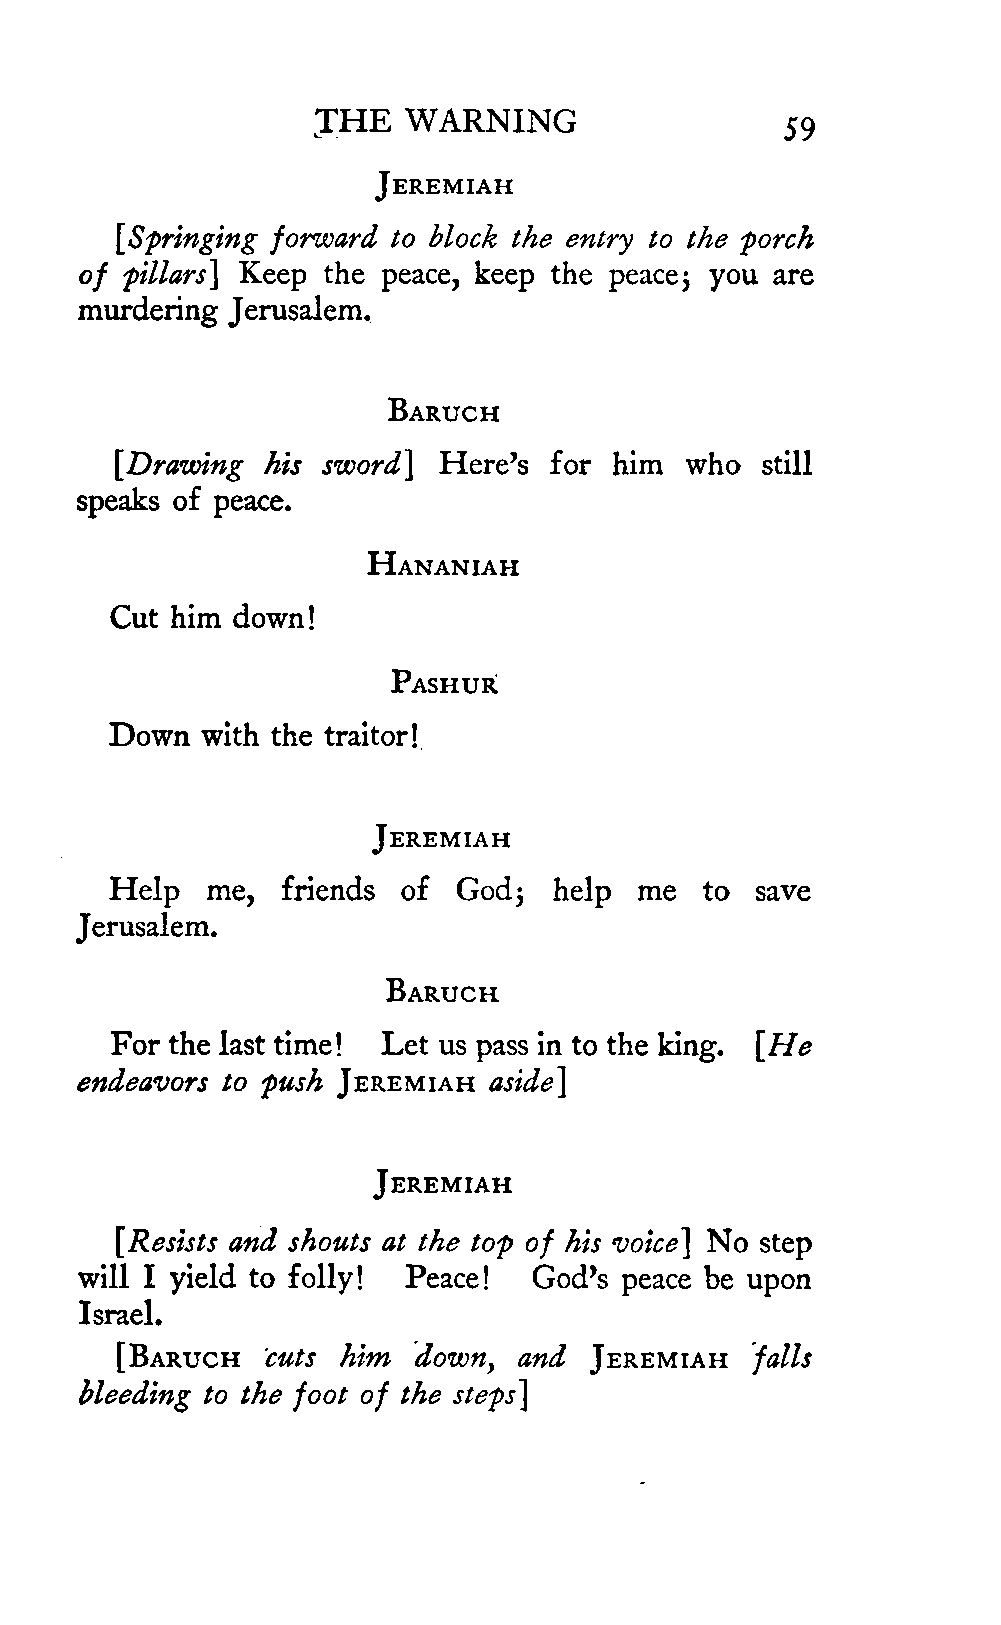 THE WARNING 59
JEREMIAH
[Springing forward to block the entry to the porch
of pillars] Keep the peace, keep the peace; you are
murdering Jerusalem.
BARUCH
[Drawing his sword] Here's for him who still
speaks of peace.
HANANIAH
Cut him down!
PASHUR
Down with the traitor!
JEREMIAH
Help me, friends of God; help me to save
Jerusalem.
BARUCH
For the last time! Let us pass in to the king. [He
endeavors to push JEREMIAH aside]
JEREMIAH
[Resists and shouts at the top of his voice] No step
will I yield to folly! Peace! God's peace be upon
Israel.
[BARUCH cuts him down, and JEREMIAH falls
bleeding to the foot of the steps]